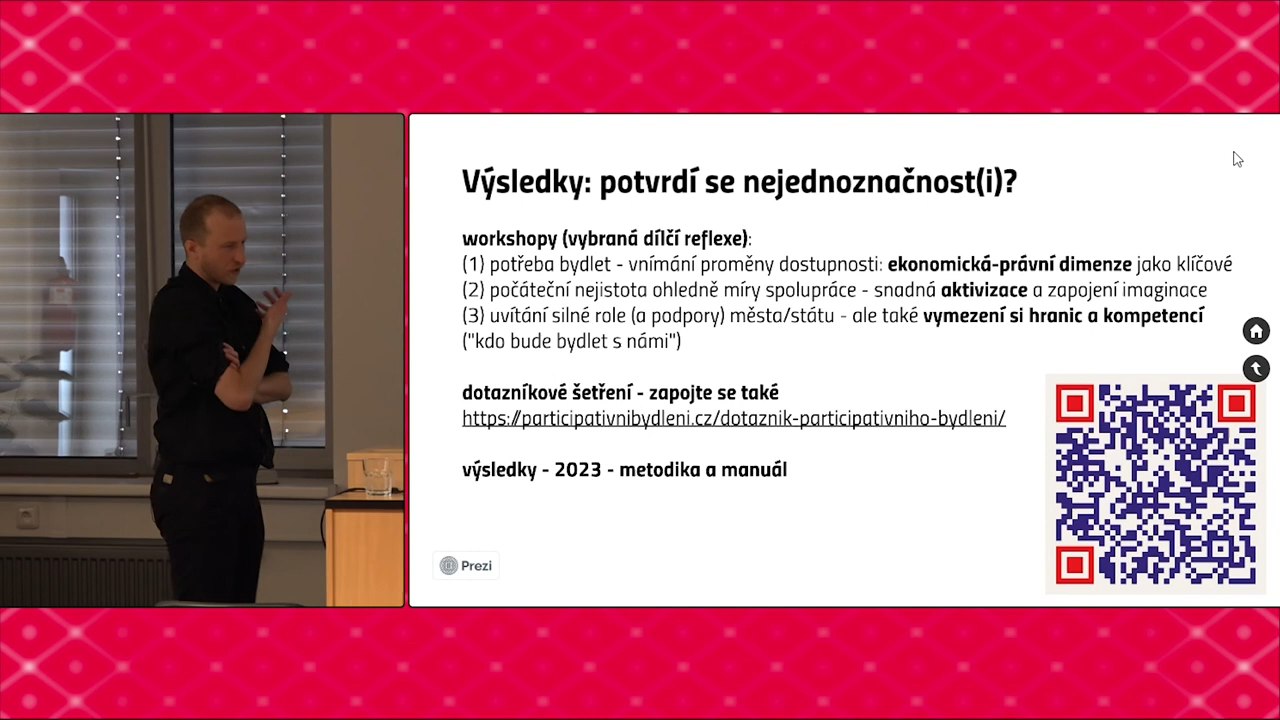 Výsledky: potvrdí se nejednoznačnost(i)?
workshopy (vybraná dílčí reflexe):
(1) potřeba bydlet - vnímání proměny dostupnosti: ekonomická-právní dimenze jako klíčové
(2) počáteční nejistota ohledně míry spolupráce - snadná aktivizace a zapojení imaginace
(3) uvítání silné role (a podpory) města/státu - ale také vymezení si hranic a kompetencí
("kdo bude bydlet s námi")
dotazníkové šetření - zapojte se také
https://participativnibydleni.cz/dotaznik-participativniho-bydleni/
výsledky - 2023 - metodika a manuál
Prezi